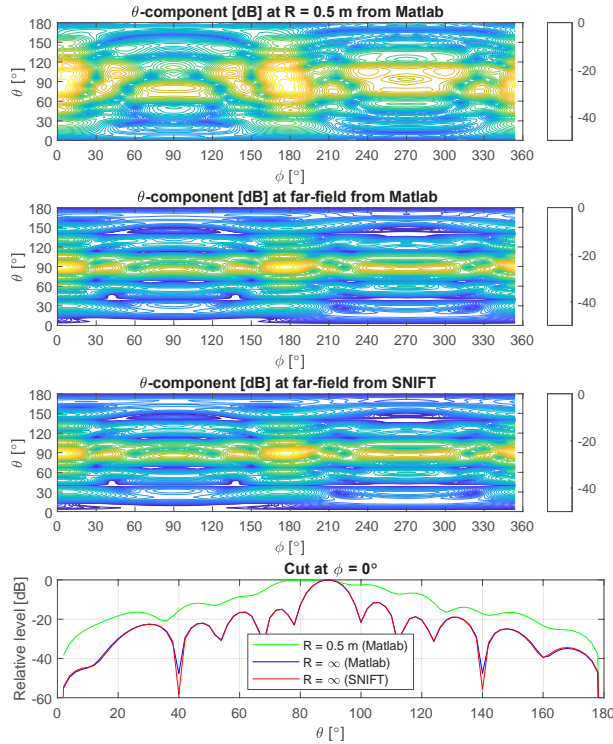 θ-component [dB] at R = 0.5 m from Matlab
180
150
120
90
60
30
0
θ [°]
0 30 60 90 120 150 180 210 240 270 300 330 360
ϕ [°]
0
-20
-40
θ-component [dB] at far-field from Matlab
180
150
120
90
60
30
0
θ [°]
0 30 60 90 120 150 180 210 240 270 300 330 360
ϕ [°]
0
-20
-40
θ-component [dB] at far-field from SNIFT
180
150
120
90
60
30
0
θ [°]
0 30 60 90 120 150 180 210 240 270 300 330 360
ϕ [°]
0
-20
-40
Cut at ϕ = 0°
Relative level [dB]
0
-20
-40
-60
R = 0.5 m (Matlab)
R = ∞ (Matlab)
R = ∞ (SNIFT)
0 20 40 60 80 100 120 140 160 180
θ [°]